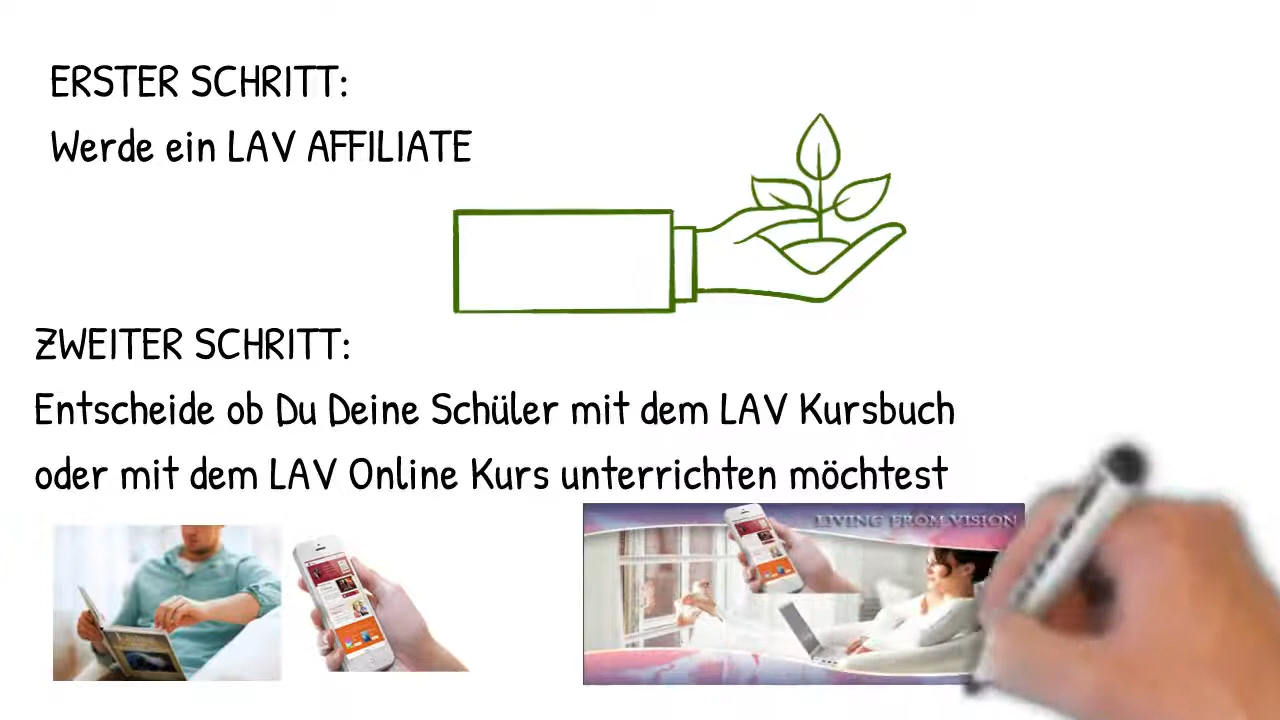 ERSTER SCHRITT:
Werde ein LAV AFFILIATE
ZWEITER SCHRITT:
Entscheide ob Du Deine Schüler mit dem LAV Kursbuch
oder mit dem LAV Online Kurs unterrichten möchtest
LIVING FROM VISION